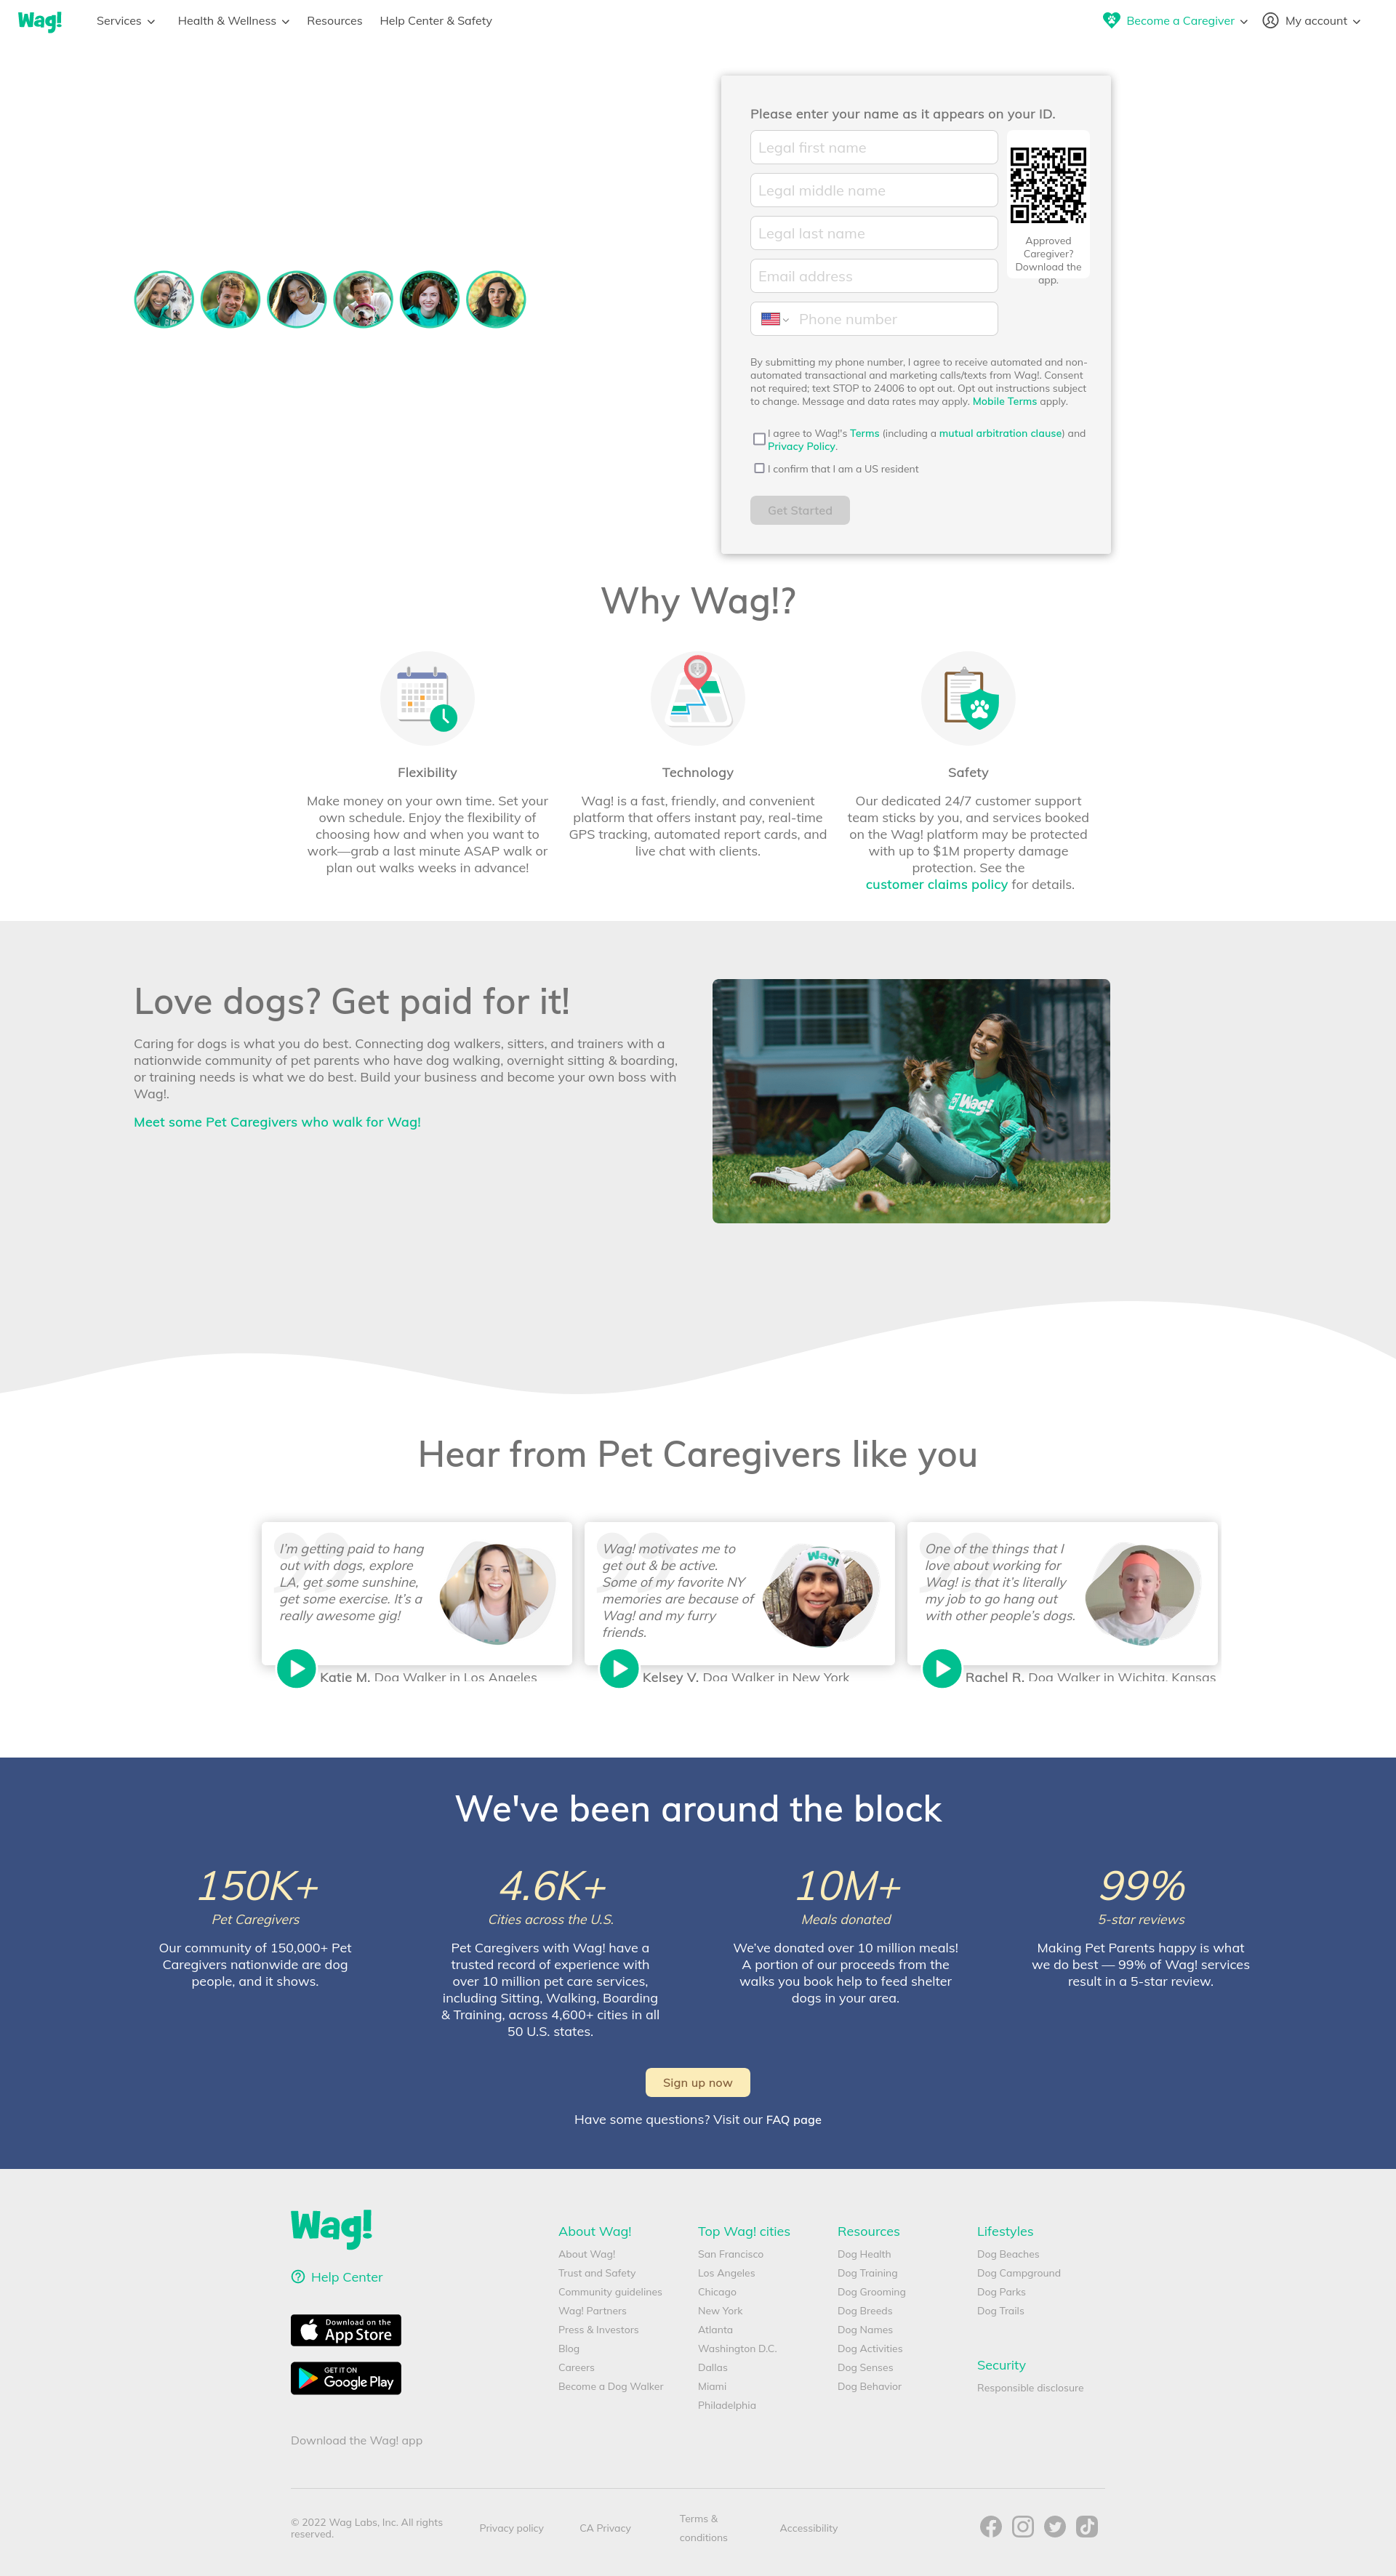 Wag!
Services
Health & Wellness
Resources
Help Center & Safety
Become a Caregiver
My account
Please enter your name as it appears on your ID.
Legal first name
Legal middle name
Legal last name
Email address
Phone number
Approved
Caregiver?
Download the
app.
By submitting my phone number, I agree to receive automated and non-
automated transactional and marketing calls/texts from Wag!. Consent
not required; text STOP to 24006 to opt out. Opt out instructions subject
to change. Message and data rates may apply. Mobile Terms apply.
I agree to Wag!'s Terms (including a mutual arbitration clause) and
Privacy Policy.
I confirm that I am a US resident
Get Started
Why Wag!?
Flexibility
Make money on your own time. Set your
own schedule. Enjoy the flexibility of
choosing how and when you want to
work—grab a last minute ASAP walk or
plan out walks weeks in advance!
Technology
Wag! is a fast, friendly, and convenient
platform that offers instant pay, real-time
GPS tracking, automated report cards, and
live chat with clients.
Safety
Our dedicated 24/7 customer support
team sticks by you, and services booked
on the Wag! platform may be protected
with up to $1M property damage
protection. See the
customer claims policy for details.
Love dogs? Get paid for it!
Caring for dogs is what you do best. Connecting dog walkers, sitters, and trainers with a
nationwide community of pet parents who have dog walking, overnight sitting & boarding,
or training needs is what we do best. Build your business and become your own boss with
Wag!.
Meet some Pet Caregivers who walk for Wag!
Wag!
Hear from Pet Caregivers like you
I'm getting paid to hang
out with dogs, explore
LA, get some sunshine,
get some exercise. It's a
really awesome gig!
Katie M. Dog Walker in Los Angeles
Wag! motivates me to
get out & be active.
Some of my favorite NY
memories are because of
Wag! and my furry
friends.
Wag!
Kelsey V. Dog Walker in New York
One of the things that I
love about working for
Wag! is that it's literally
my job to go hang out
with other people's dogs.
Rachel R. Dog Walker in Wichita, Kansas
We've been around the block
150K+
Pet Caregivers
Our community of 150,000+ Pet
Caregivers nationwide are dog
people, and it shows.
4.6K+
Cities across the U.S.
Pet Caregivers with Wag! have a
trusted record of experience with
over 10 million pet care services,
including Sitting, Walking, Boarding
& Training, across 4,600+ cities in all
50 U.S. states.
10M+
Meals donated
We've donated over 10 million meals!
A portion of our proceeds from the
walks you book help to feed shelter
dogs in your area.
99%
5-star reviews
Making Pet Parents happy is what
we do best — 99% of Wag! services
result in a 5-star review.
Sign up now
Have some questions? Visit our FAQ page
Wag!
Help Center
Download on the
App Store
GET IT ON
Google Play
Download the Wag! app
About Wag!
About Wag!
Trust and Safety
Community guidelines
Wag! Partners
Press & Investors
Blog
Careers
Become a Dog Walker
Top Wag! cities
San Francisco
Los Angeles
Chicago
New York
Atlanta
Washington D.C.
Dallas
Miami
Philadelphia
Resources
Dog Health
Dog Training
Dog Grooming
Dog Breeds
Dog Names
Dog Activities
Dog Senses
Dog Behavior
Lifestyles
Dog Beaches
Dog Campground
Dog Parks
Dog Trails
Security
Responsible disclosure
© 2022 Wag Labs, Inc. All rights
reserved.
Privacy policy
CA Privacy
Terms &
conditions
Accessibility